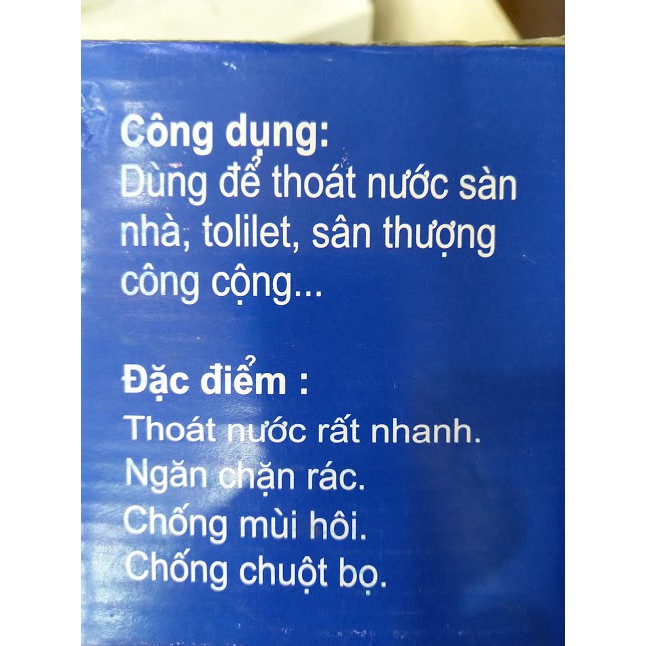 Công dụng:
Dùng để thoát nước sàn
nhà, tolilet, sân thượng
công cộng...
Đặc điểm :
Thoát nước rất nhanh.
Ngăn chặn rác.
Chống mùi hôi.
Chống chuột bọ.